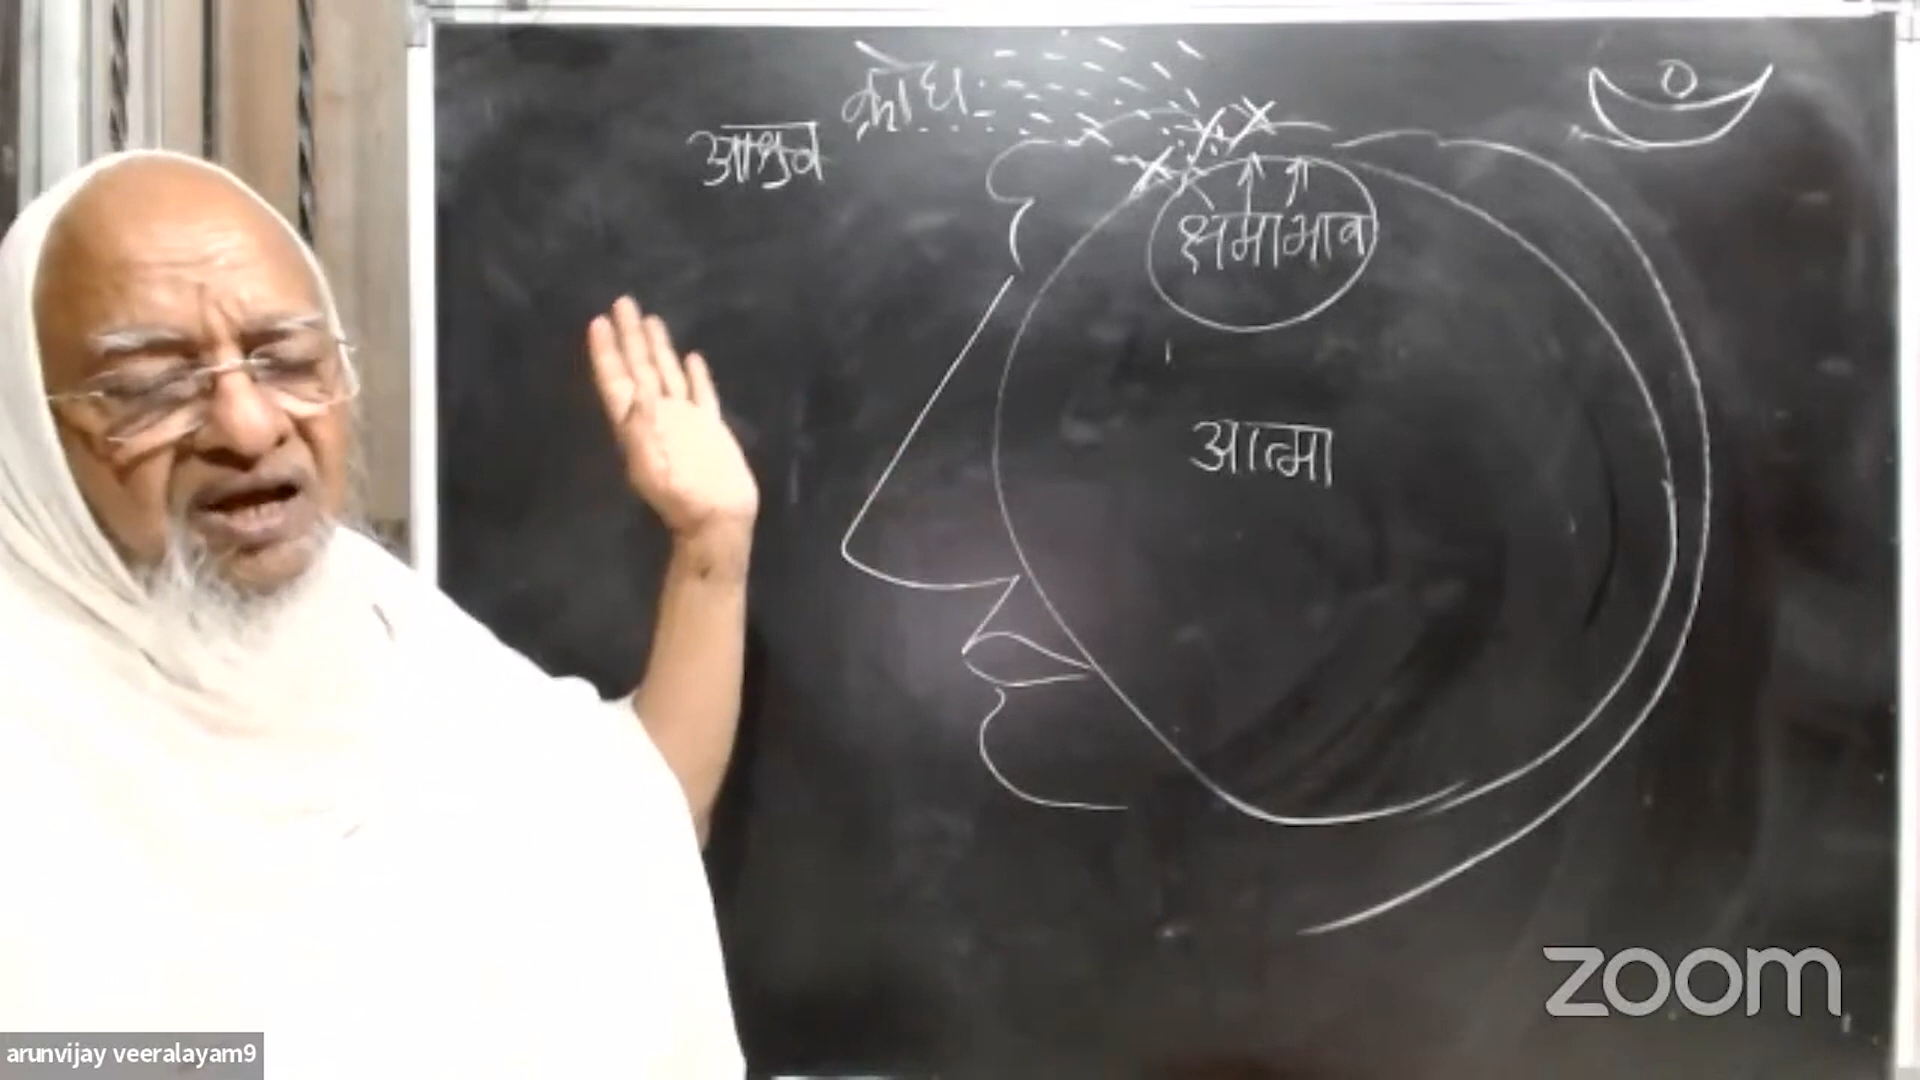 क्रोध
आश्रव
क्षमाभाव
आत्मा
zoom
arunvijay veeralayam9